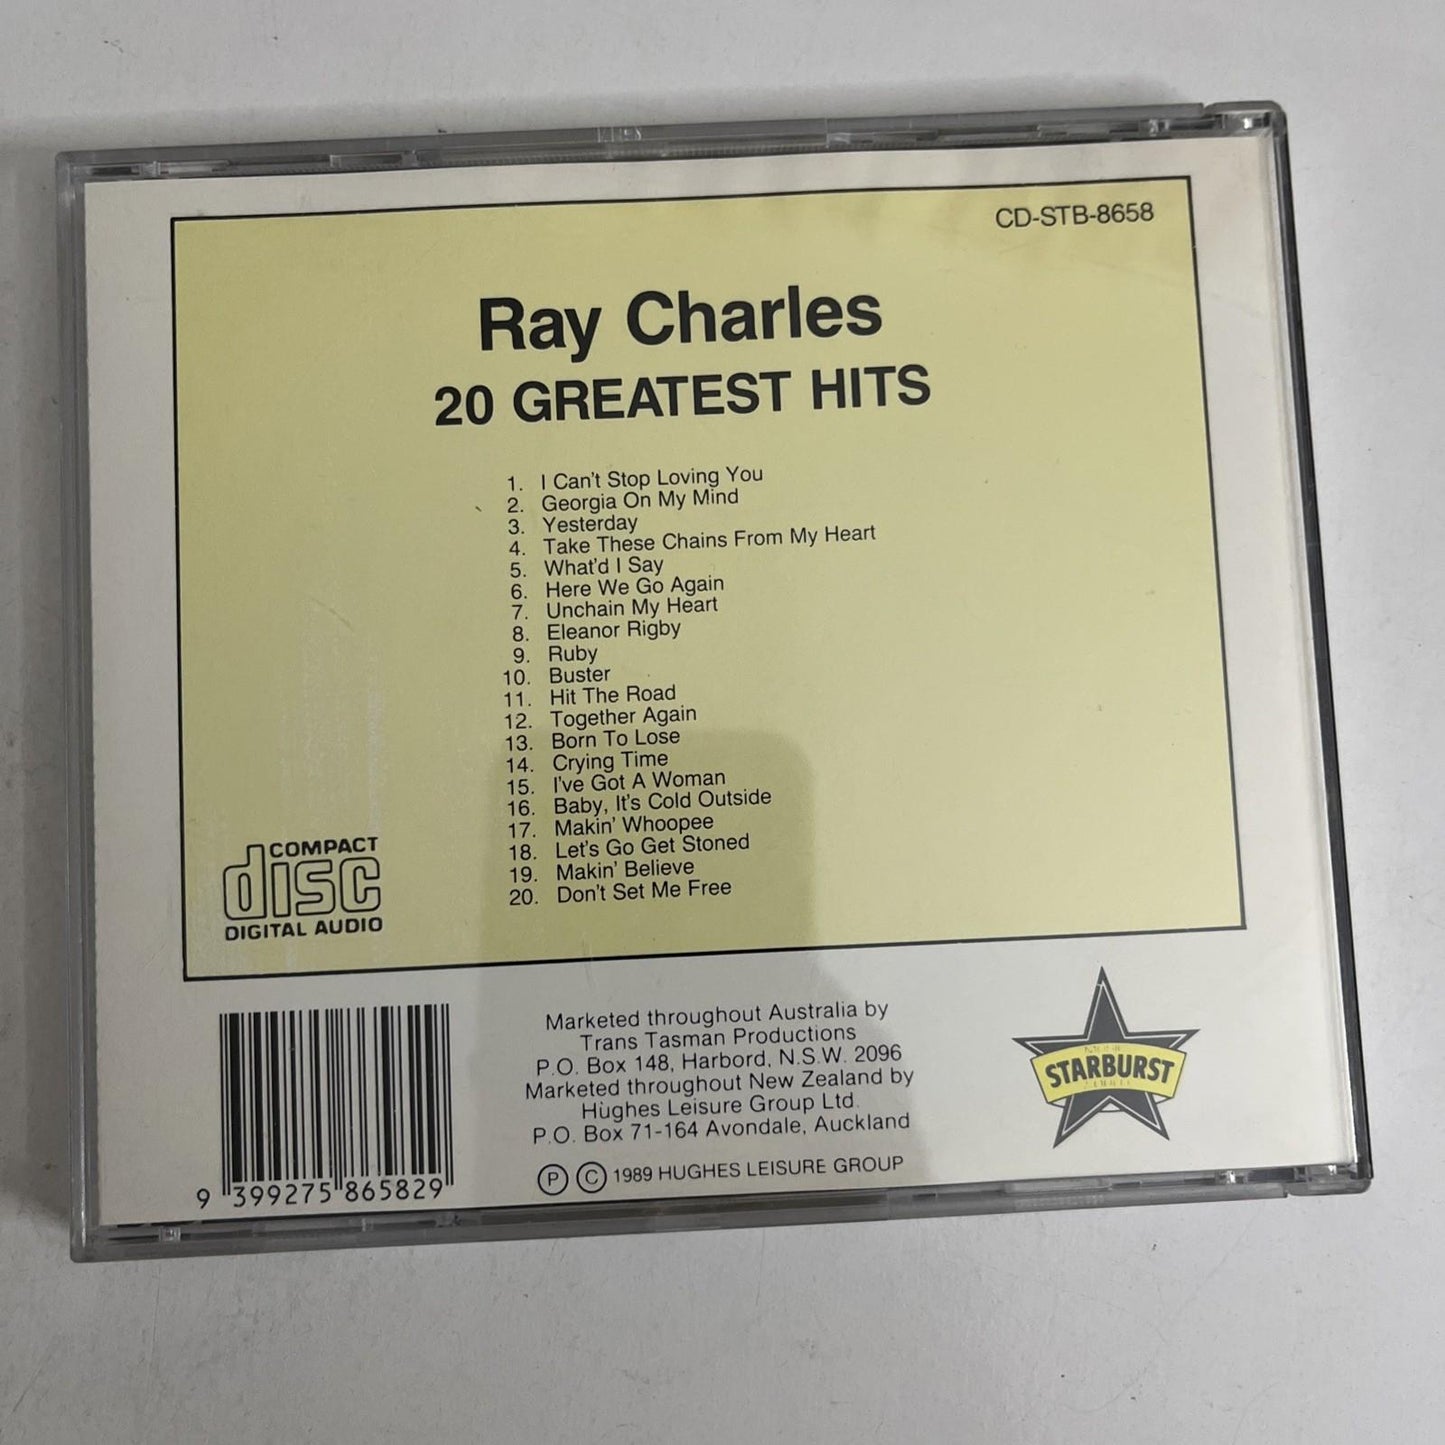 CD-STB-8658
Ray Charles
20 GREATEST HITS
1. I Can't Stop Loving You
2. Georgia On My Mind
3. Yesterday
4. Take These Chains From My Heart
5. What'd I Say
6. Here We Go Again
7. Unchain My Heart
8. Eleanor Rigby
9. Ruby
10. Buster
11. Hit The Road
12. Together Again
13. Born To Lose
14. Crying Time
15. I've Got A Woman
16. Baby, It's Cold Outside
17. Makin' Whoopee
18. Let's Go Get Stoned
19. Makin' Believe
20. Don't Set Me Free
COMPACT
disc
DIGITAL AUDIO
9 399275 865829
Marketed throughout Australia by
Trans Tasman Productions
P.O. Box 148, Harbord, N.S.W. 2096
Marketed throughout New Zealand by
Hughes Leisure Group Ltd.
P.O. Box 71-164 Avondale, Auckland
Ⓟ Ⓒ 1989 HUGHES LEISURE GROUP
STARBURST